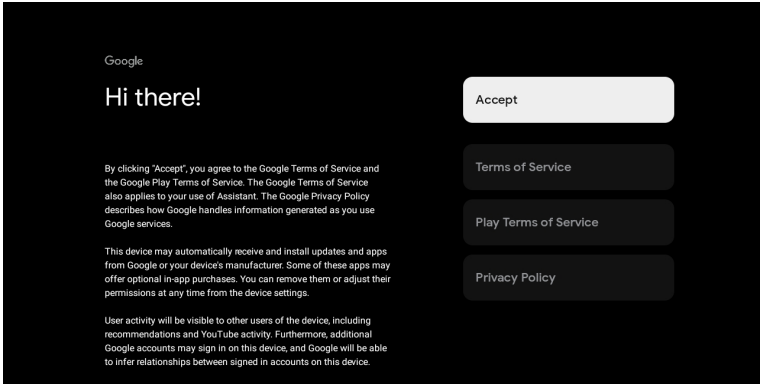 Google
Hi there!
By clicking "Accept", you agree to the Google Terms of Service and
the Google Play Terms of Service. The Google Terms of Service
also applies to your use of Assistant. The Google Privacy Policy
describes how Google handles information generated as you use
Google services.
This device may automatically receive and install updates and apps
from Google or your device's manufacturer. Some of these apps may
offer optional in-app purchases. You can remove them or adjust their
permissions at any time from the device settings.
User activity will be visible to other users of the device, including
recommendations and YouTube activity. Furthermore, additional
Google accounts may sign in on this device, and Google will be able
to infer relationships between signed in accounts on this device.
Accept
Terms of Service
Play Terms of Service
Privacy Policy